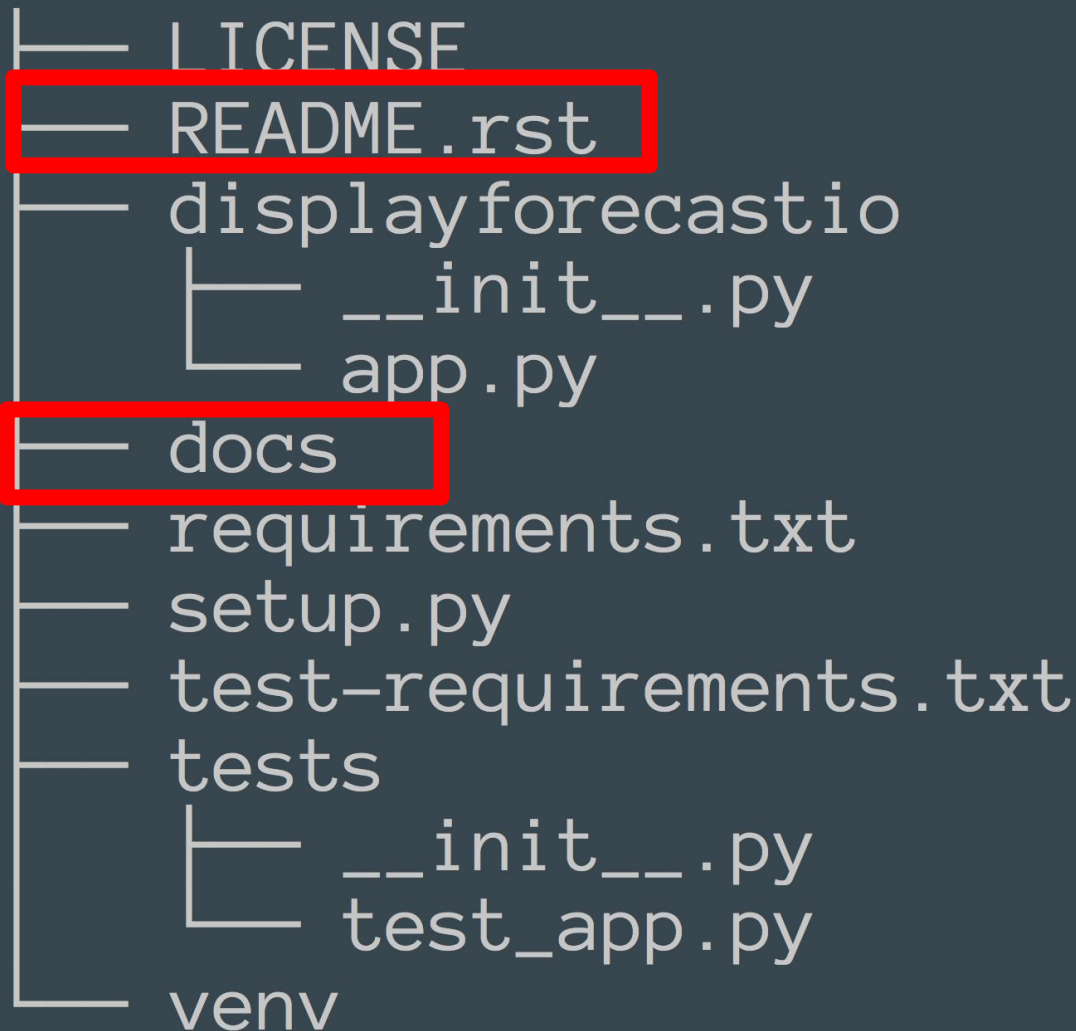 LICENSE
README.rst
displayforecastio
__init__.py
app.py
docs
requirements.txt
setup.py
test-requirements.txt
tests
__init__.py
test_app.py
venv